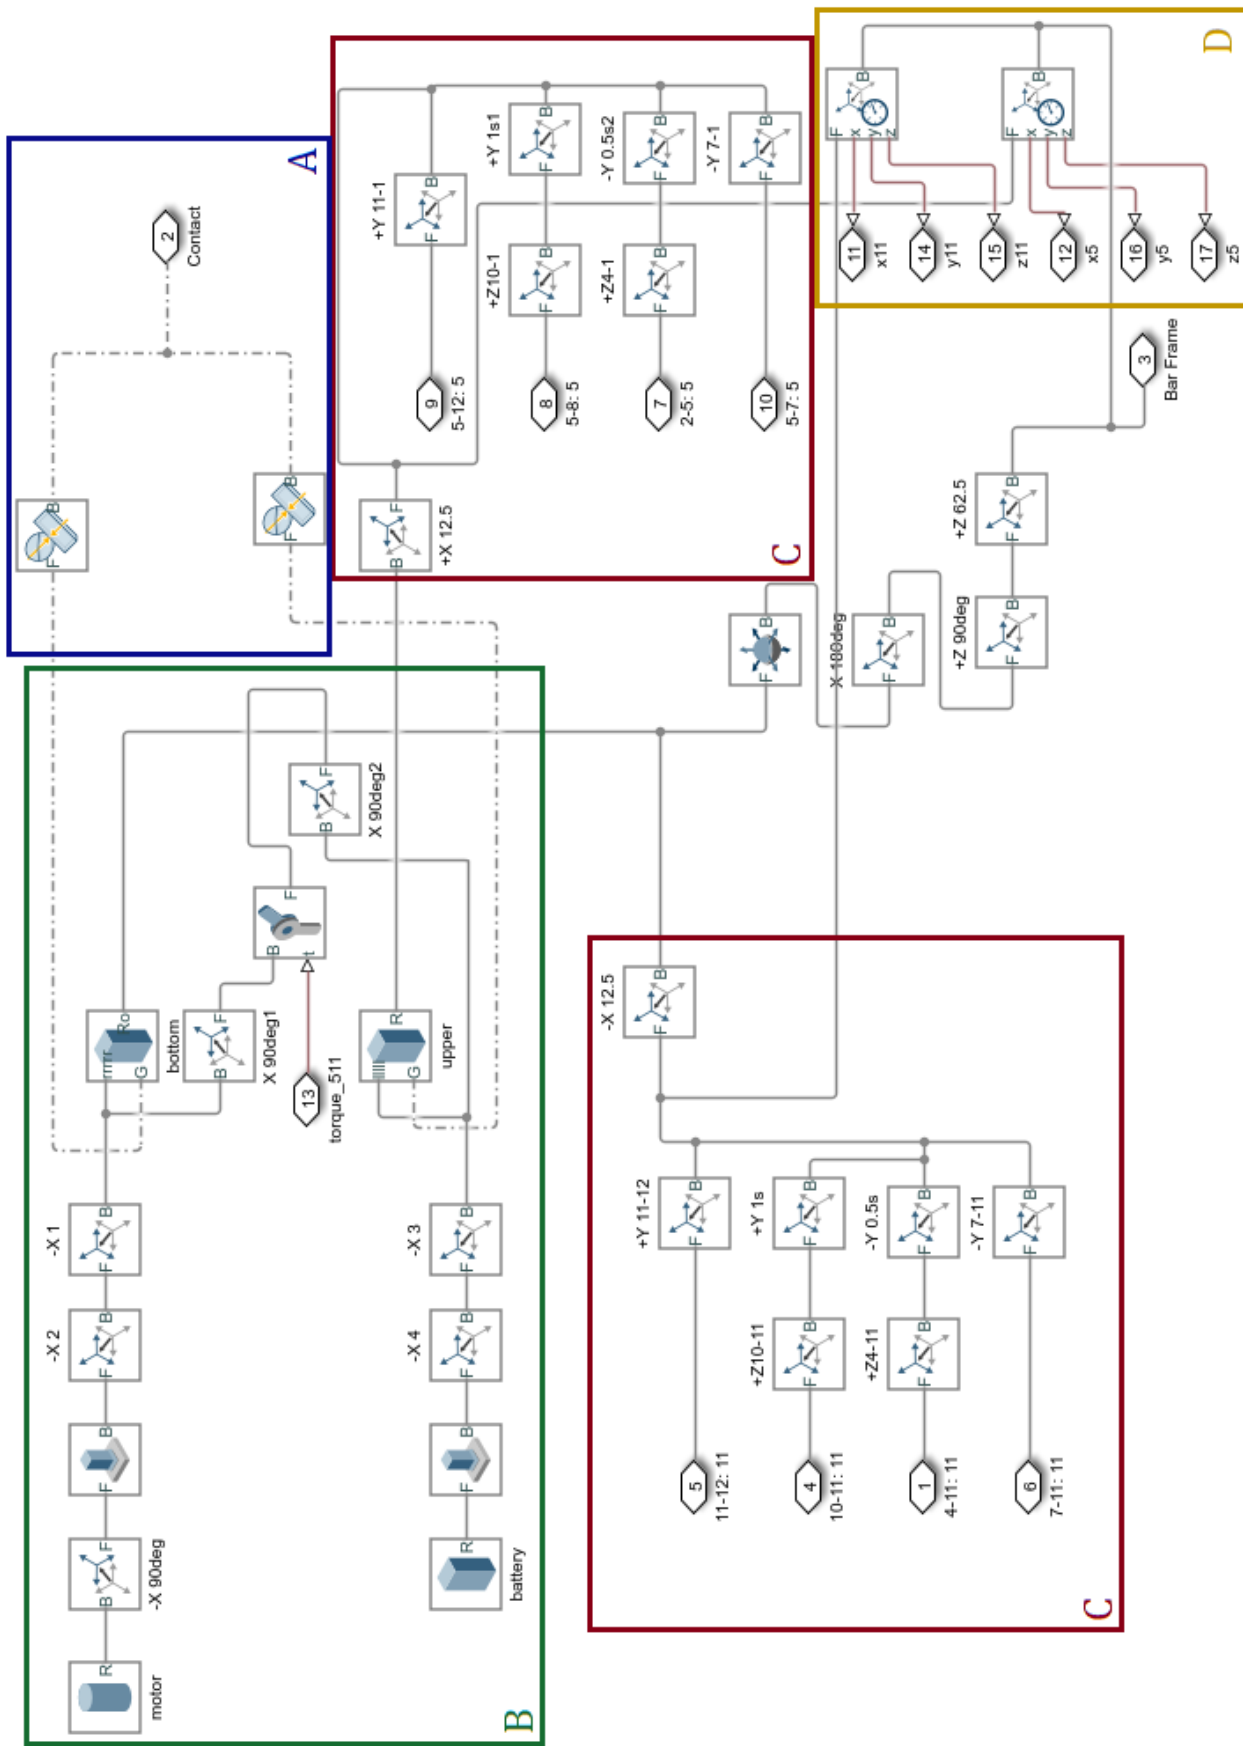 motor
R
-X 90deg
B F
F B
-X 2
F B
-X 1
F B
bottom
Ro
G
X 90deg1
B F
B F
t
13
torque_511
X 90deg2
B F
battery
R
F B
-X 4
F B
-X 3
F B
upper
R
G
B
F B
F B
2
Contact
A
+X 12.5
B F
9
5-12: 5
+Y 11-1
F B
8
5-8: 5
+Z10-1
F B
+Y 1s1
F B
7
2-5: 5
+Z4-1
F B
-Y 0.5s2
F B
10
5-7: 5
-Y 7-1
F B
C
-X 12.5
F B
5
11-12: 11
+Y 11-12
F B
4
10-11: 11
+Z10-11
F B
+Y 1s
F B
1
4-11: 11
+Z4-11
F B
-Y 0.5s
F B
6
7-11: 11
-Y 7-11
F B
C
F B
X 180deg
F B
+Z 90deg
F B
+Z 62.5
F B
3
Bar Frame
F B
x
y
z
11
x11
14
y11
15
z11
F B
x
y
z
12
x5
16
y5
17
z5
D